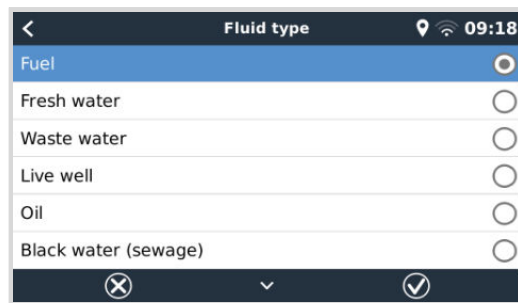 Fluid type 09:18
Fuel
Fresh water
Waste water
Live well
Oil
Black water (sewage)